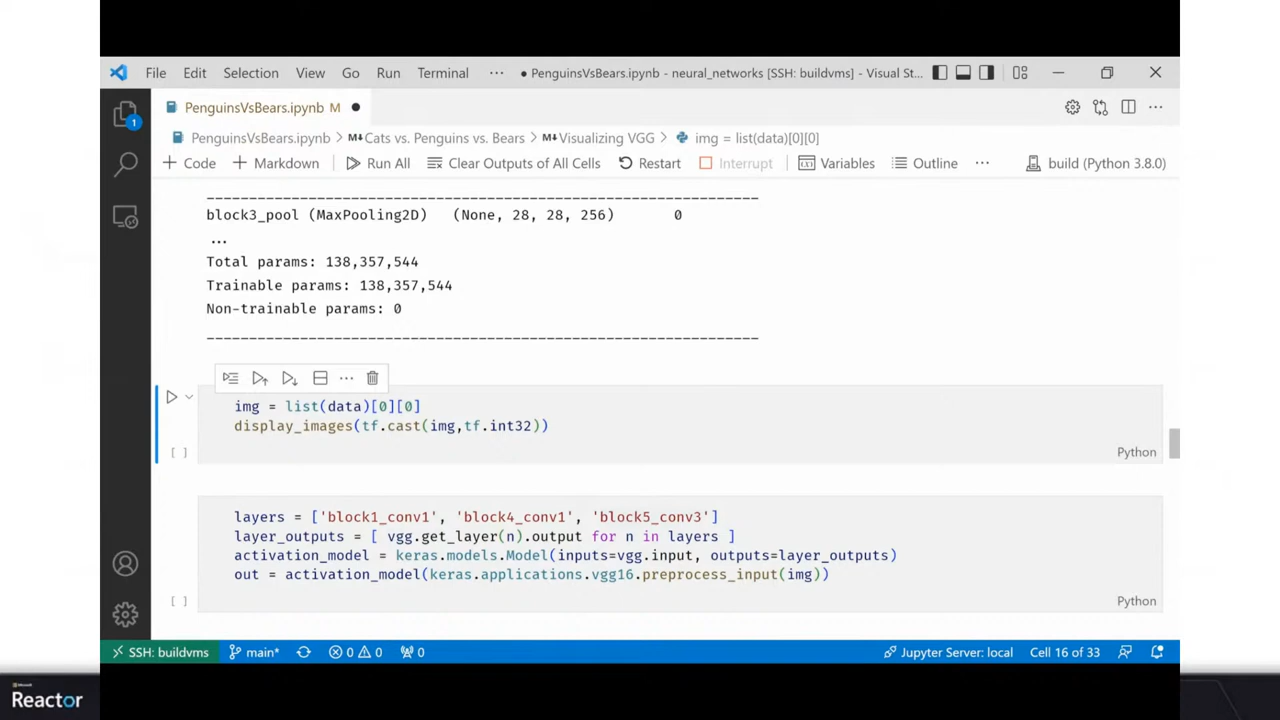 File Edit Selection View Go Run Terminal ··· ● PenguinsVsBears.ipynb - neural_networks [SSH: buildvms] - Visual St...
PenguinsVsBears.ipynb M ●
PenguinsVsBears.ipynb > M↓Cats vs. Penguins vs. Bears > M↓Visualizing VGG > img = list(data)[0][0]
+ Code + Markdown Run All Clear Outputs of All Cells Restart Interrupt Variables Outline ··· build (Python 3.8.0)
1
block3_pool (MaxPooling2D)   (None, 28, 28, 256)       0
...
Total params: 138,357,544
Trainable params: 138,357,544
Non-trainable params: 0
img = list(data)[0][0]
display_images(tf.cast(img,tf.int32))
[ ] Python
layers = ['block1_conv1', 'block4_conv1', 'block5_conv3']
layer_outputs = [ vgg.get_layer(n).output for n in layers ]
activation_model = keras.models.Model(inputs=vgg.input, outputs=layer_outputs)
out = activation_model(keras.applications.vgg16.preprocess_input(img))
[ ] Python
SSH: buildvms main* 0 0 0 Jupyter Server: local Cell 16 of 33
Microsoft
Reactor